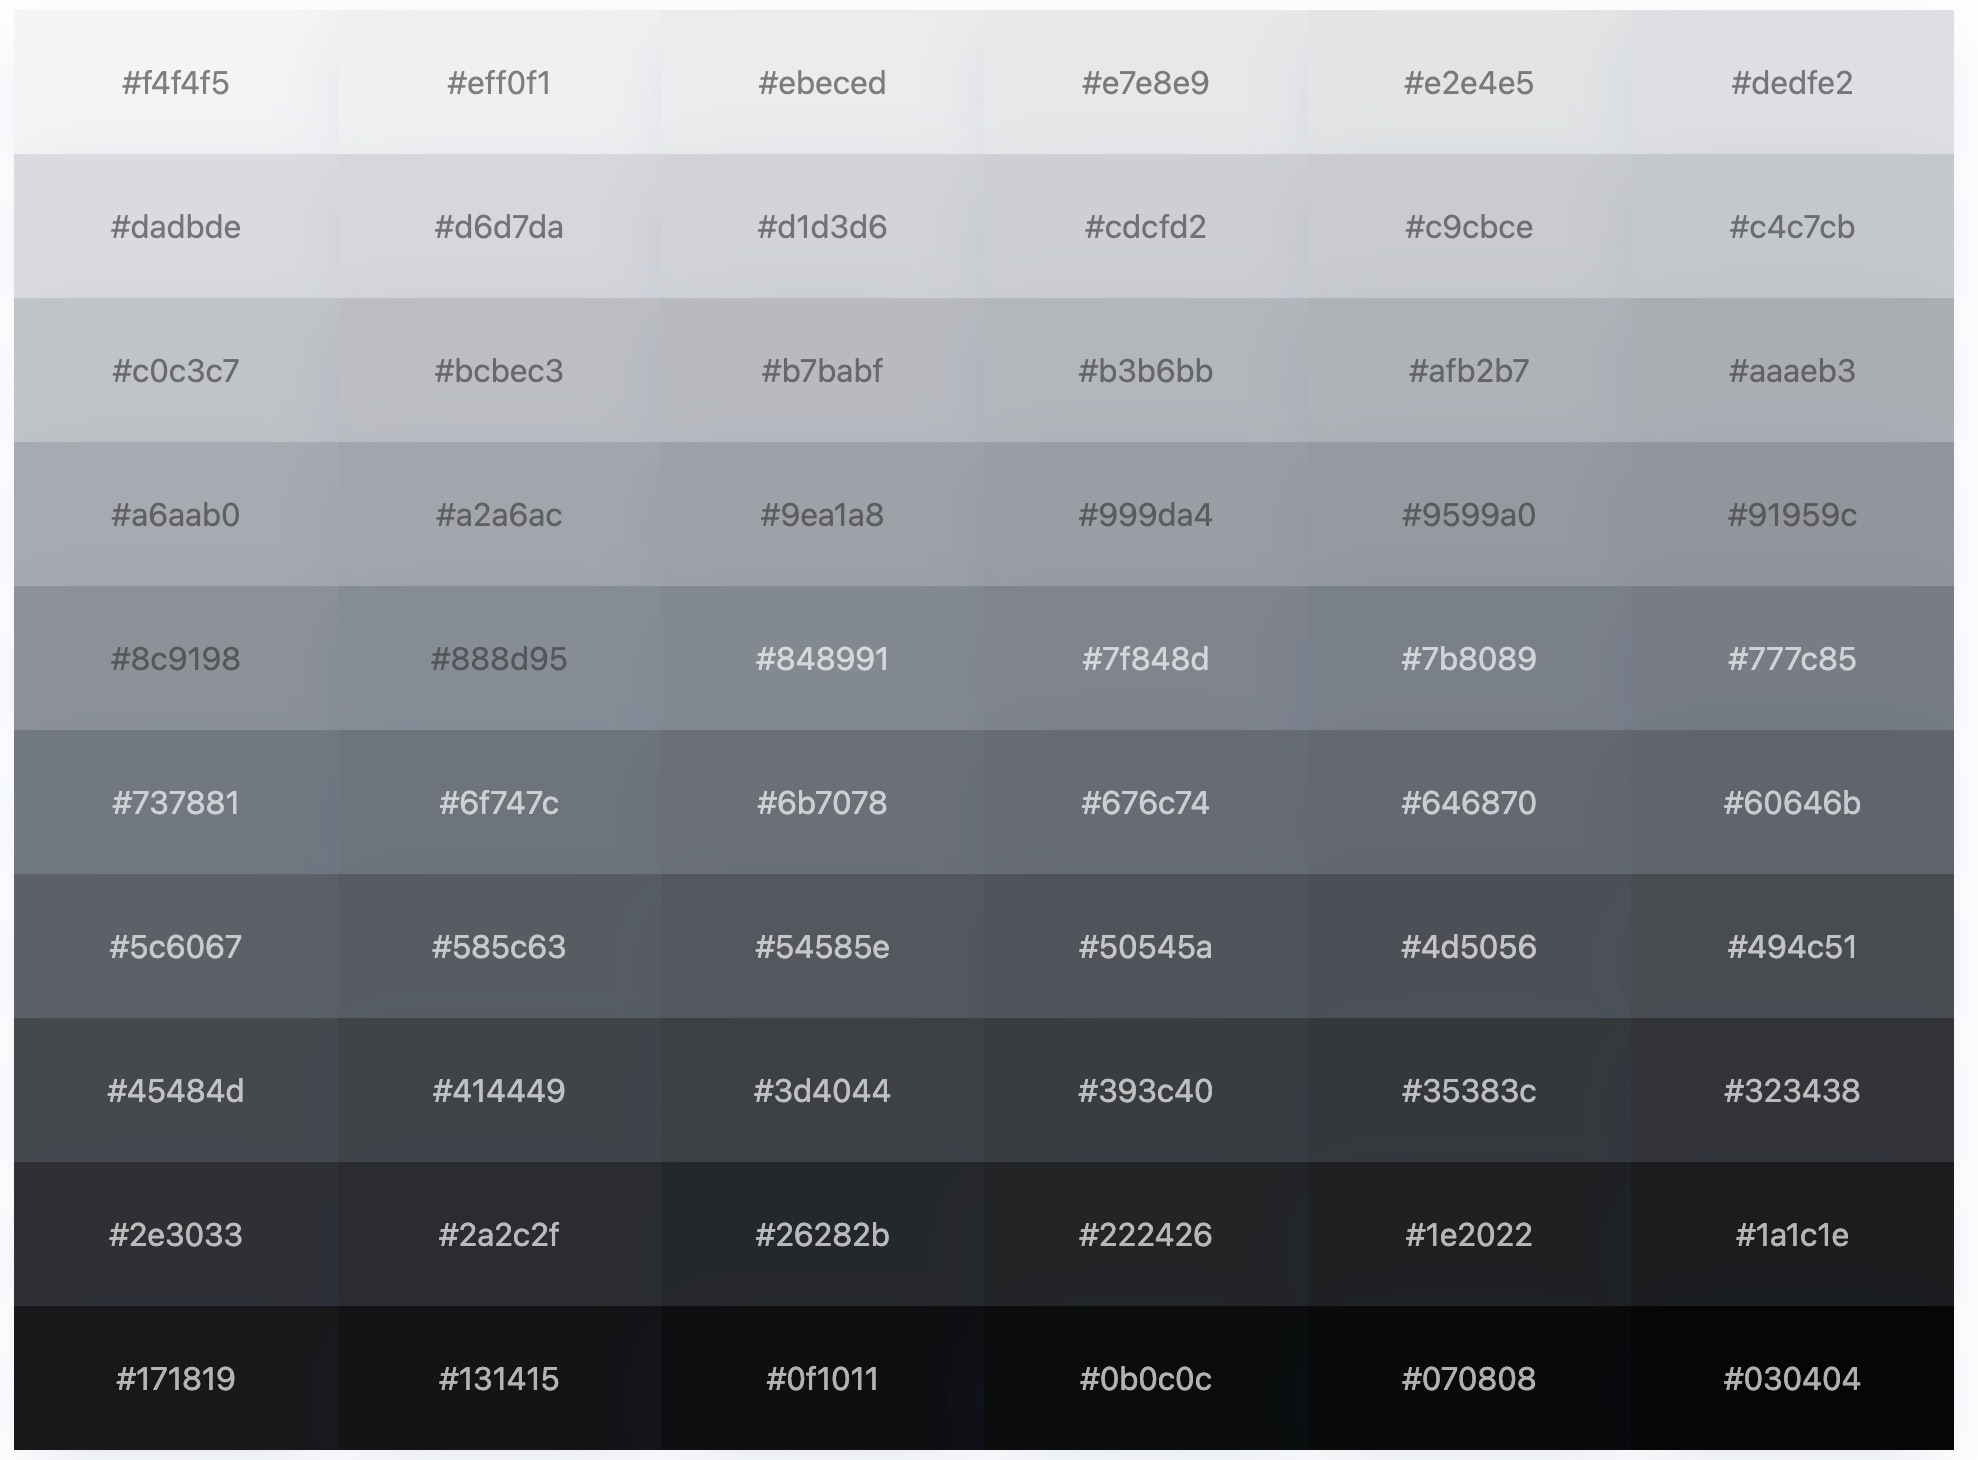 #f4f4f5 #eff0f1 #ebeced #e7e8e9 #e2e4e5 #dedfe2
#dadbde #d6d7da #d1d3d6 #cdcfd2 #c9cbce #c4c7cb
#c0c3c7 #bcbec3 #b7babf #b3b6bb #afb2b7 #aaaeb3
#a6aab0 #a2a6ac #9ea1a8 #999da4 #9599a0 #91959c
#8c9198 #888d95 #848991 #7f848d #7b8089 #777c85
#737881 #6f747c #6b7078 #676c74 #646870 #60646b
#5c6067 #585c63 #54585e #50545a #4d5056 #494c51
#45484d #414449 #3d4044 #393c40 #35383c #323438
#2e3033 #2a2c2f #26282b #222426 #1e2022 #1a1c1e
#171819 #131415 #0f1011 #0b0c0c #070808 #030404